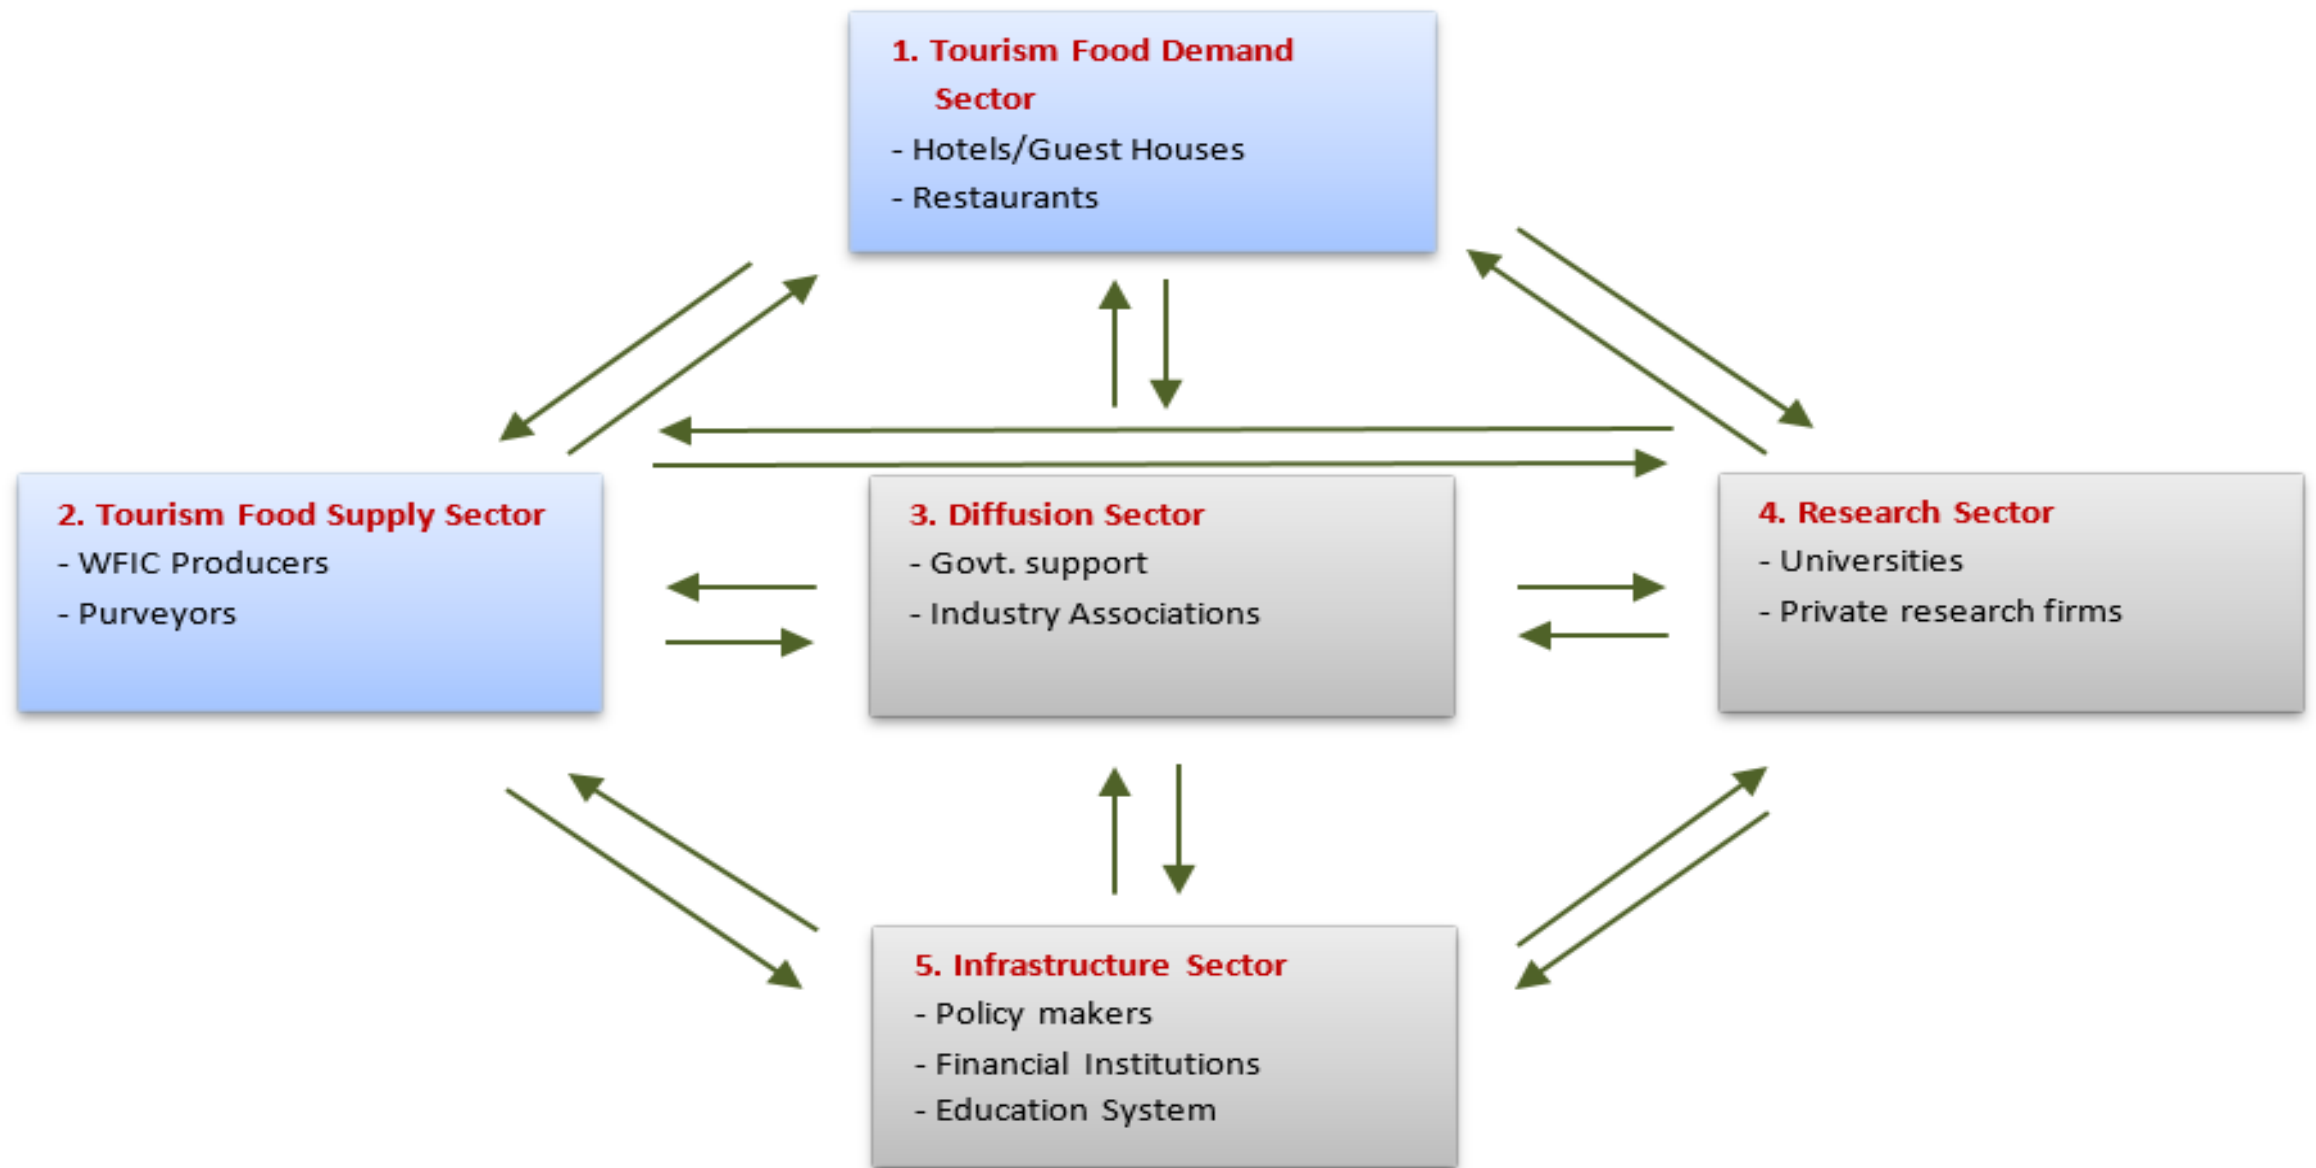 1. Tourism Food Demand
Sector
- Hotels/Guest Houses
- Restaurants
2. Tourism Food Supply Sector
- WFIC Producers
- Purveyors
3. Diffusion Sector
- Govt. support
- Industry Associations
4. Research Sector
- Universities
- Private research firms
5. Infrastructure Sector
- Policy makers
- Financial Institutions
- Education System